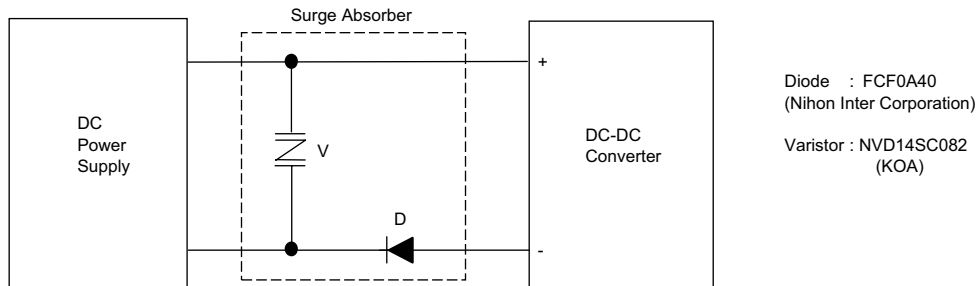 Surge Absorber
DC
Power
Supply
V
D
+
-
DC-DC
Converter
Diode : FCF0A40
(Nihon Inter Corporation)
Varistor : NVD14SC082
(KOA)